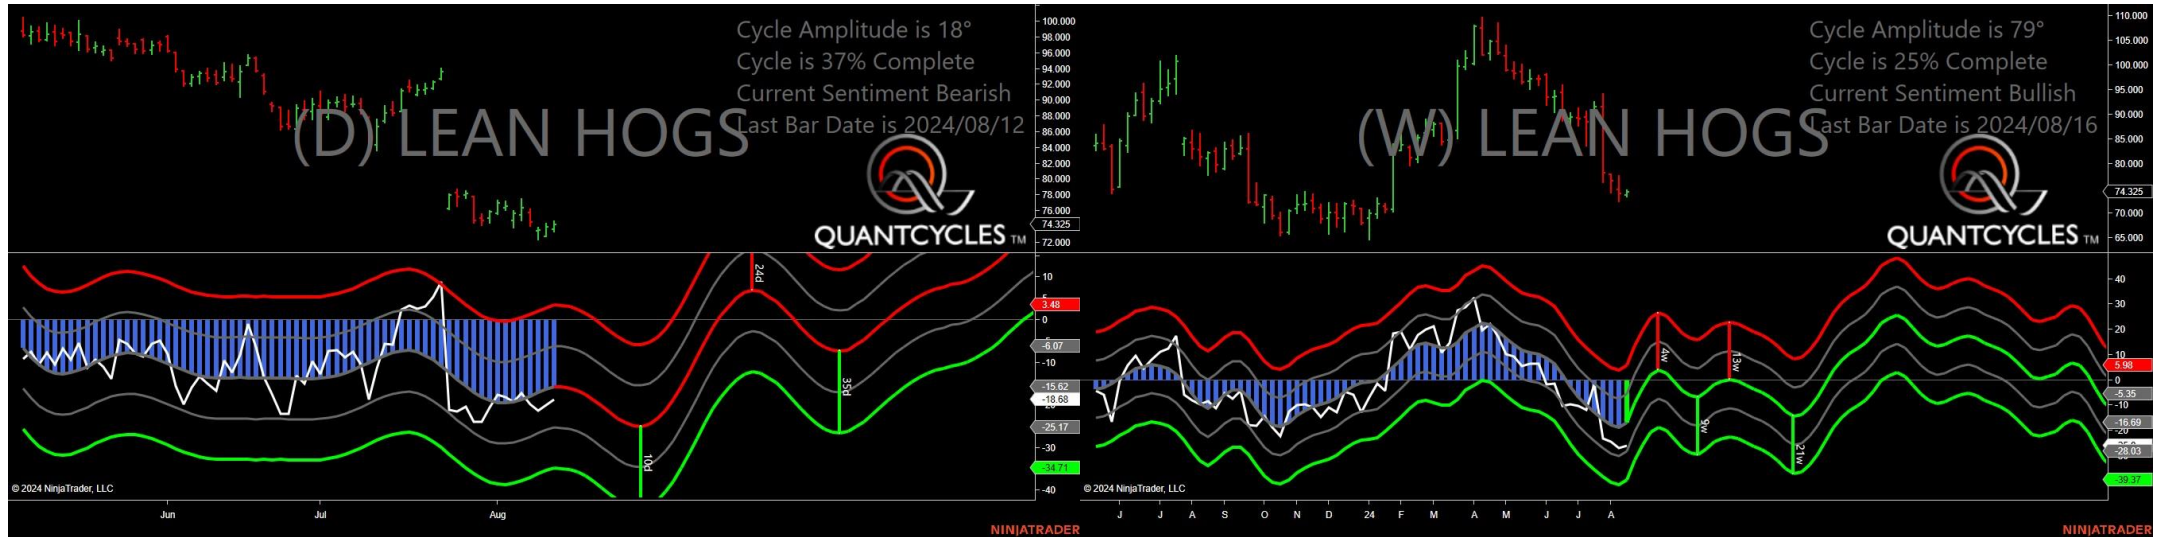 Cycle Amplitude is 18°
Cycle is 37% Complete
Current Sentiment Bearish
Last Bar Date is 2024/08/12
(D) LEAN HOGS
QUANTCYCLES TM
100.000
98.000
96.000
94.000
92.000
90.000
88.000
86.000
84.000
82.000
80.000
78.000
76.000
74.325
72.000
24d
35d
10d
10
3.48
0
-6.07
-10
-15.62
-18.68
-25.17
-30
-34.71
-40
© 2024 NinjaTrader, LLC
Jun
Jul
Aug
NINJATRADER
Cycle Amplitude is 79°
Cycle is 25% Complete
Current Sentiment Bullish
Last Bar Date is 2024/08/16
(W) LEAN HOGS
QUANTCYCLES TM
110.000
105.000
100.000
95.000
90.000
85.000
80.000
74.325
70.000
65.000
4w
13w
9w
21w
40
30
20
10
5.98
0
-5.35
-10
-16.69
-20
-28.03
-39.37
© 2024 NinjaTrader, LLC
J
J
A
S
O
N
D
24
F
M
A
M
J
J
A
NINJATRADER